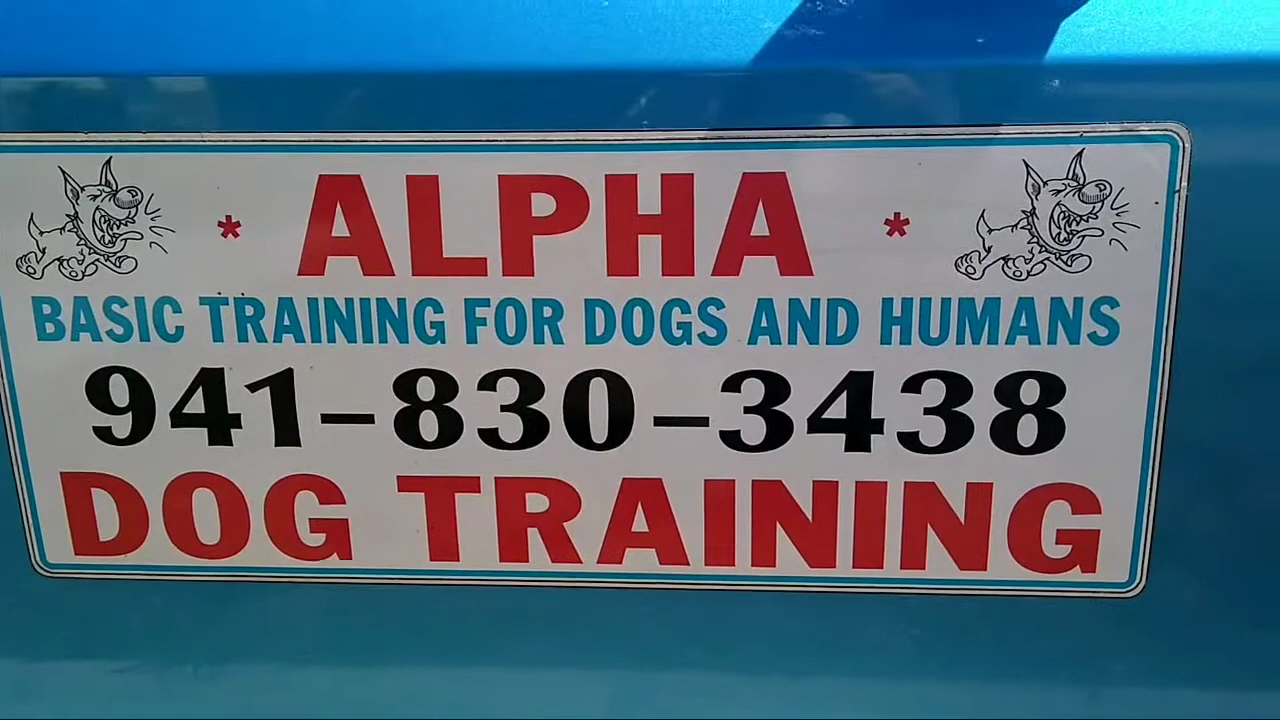 * ALPHA *
BASIC TRAINING FOR DOGS AND HUMANS
941-830-3438
DOG TRAINING